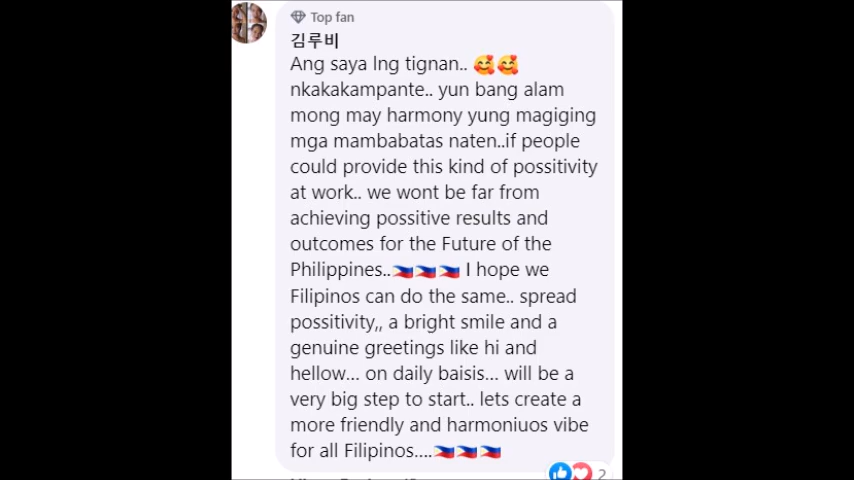 Top fan
김루비
Ang saya lng tignan.. 🥰🥰
nkakakampante.. yun bang alam
mong may harmony yung magiging
mga mambabatas naten..if people
could provide this kind of possitivity
at work.. we wont be far from
achieving possitive results and
outcomes for the Future of the
Philippines..🇵🇭🇵🇭🇵🇭 I hope we
Filipinos can do the same.. spread
possitivity,, a bright smile and a
genuine greetings like hi and
hellow... on daily baisis... will be a
very big step to start.. lets create a
more friendly and harmoniuos vibe
for all Filipinos....🇵🇭🇵🇭🇵🇭
2